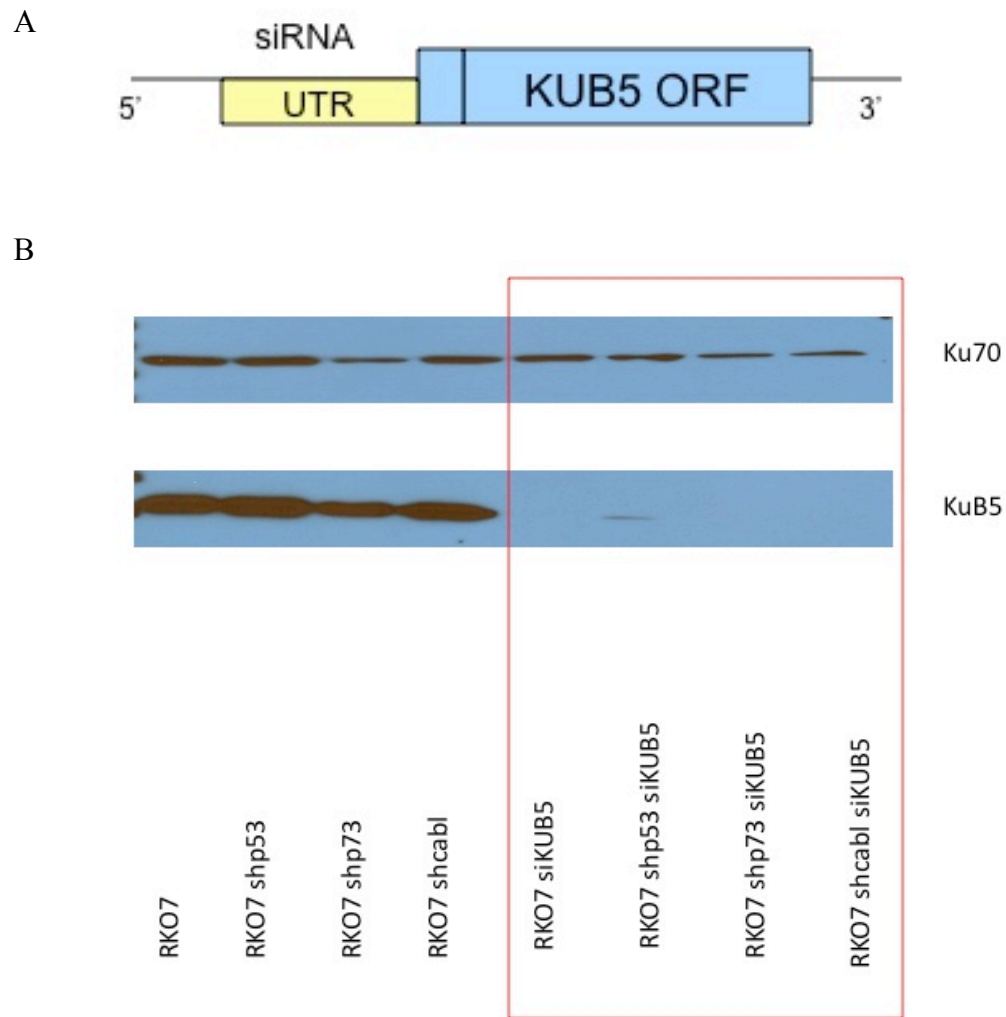 A
siRNA
UTR
KUB5 ORF
5’
3’
B
Ku70
KuB5
RKO7
RKO7 shp53
RKO7 shp73
RKO7 shcabl
RKO7 siKUB5
RKO7 shp53 siKUB5
RKO7 shp73 siKUB5
RKO7 shcabl siKUB5